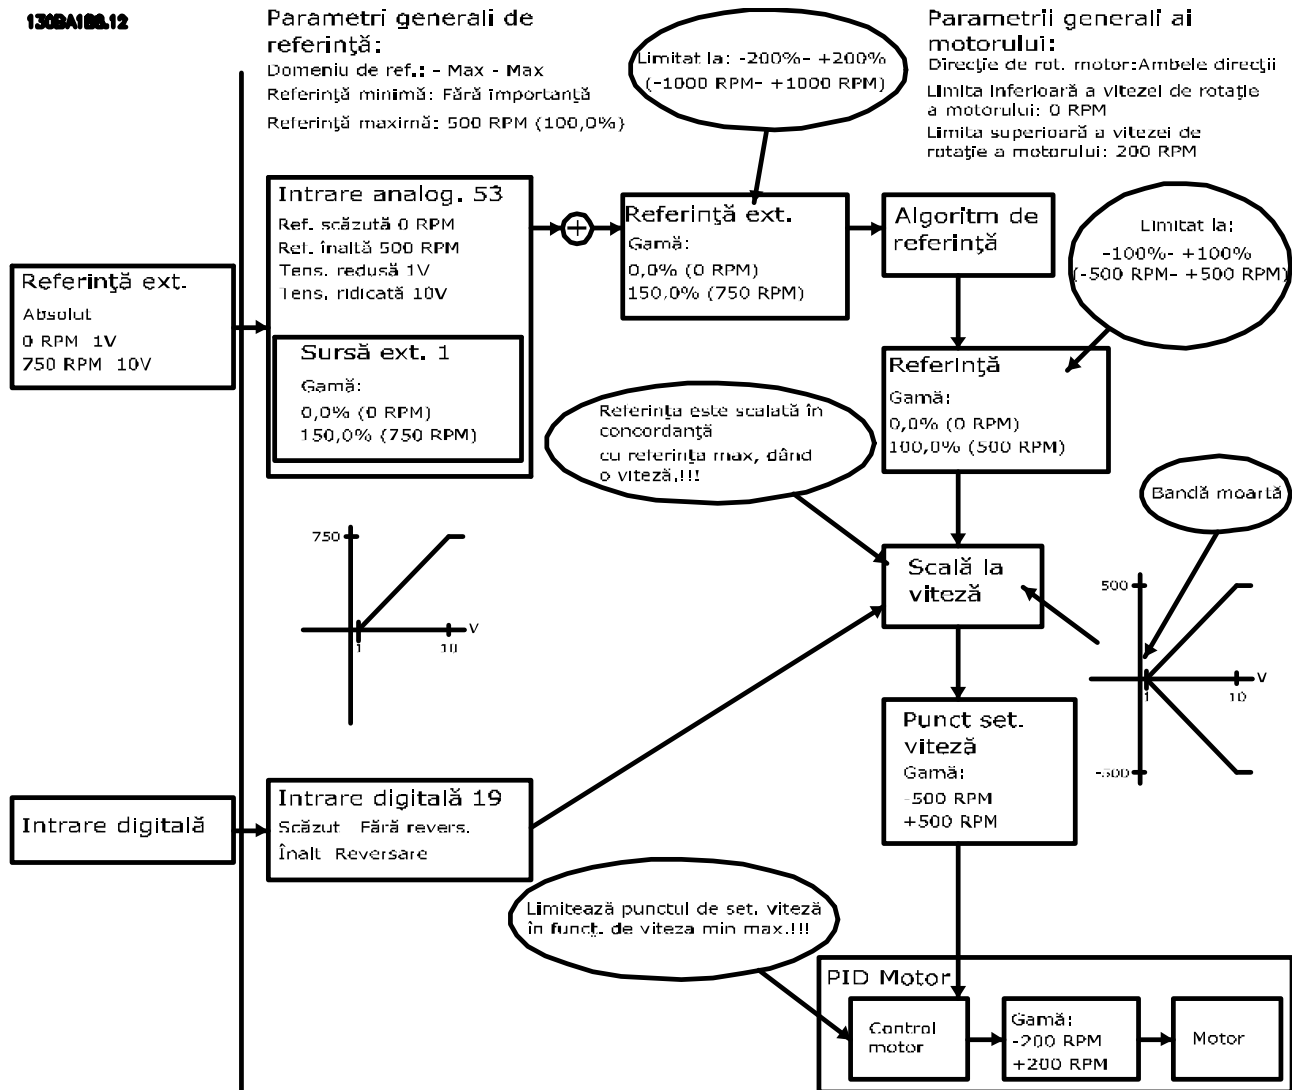 130BA188.12
Parametri generali de
referinţă:
Domeniu de ref.: - Max - Max
Referinţă minimă: Fără importanţă
Referinţă maximă: 500 RPM (100,0%)
Limitat la: -200%- +200%
(-1000 RPM- +1000 RPM)
Parametrii generali ai
motorului:
Direcţie de rot. motor:Ambele direcţii
Limita inferioară a vitezei de rotaţie
a motorului: 0 RPM
Limita superioară a vitezei de
rotaţie a motorului: 200 RPM
Referinţă ext.
Absolut
0 RPM 1V
750 RPM 10V
Intrare analog. 53
Ref. scăzută 0 RPM
Ref. înaltă 500 RPM
Tens. redusă 1V
Tens. ridicată 10V
Sursă ext. 1
Gamă:
0,0% (0 RPM)
150,0% (750 RPM)
+
Referinţă ext.
Gamă:
0,0% (0 RPM)
150,0% (750 RPM)
Algoritm de
referinţă
Limitat la:
-100%- +100%
(-500 RPM- +500 RPM)
Referinţă
Gamă:
0,0% (0 RPM)
100,0% (500 RPM)
Referinţa este scalată în
concordanţă
cu referinţa max, dând
o viteză.!!!
Bandă moartă
750
V
1
10
Scală la
viteză
500
V
1
10
-500
Punct set.
viteză
Gamă:
-500 RPM
+500 RPM
Intrare digitală
Intrare digitală 19
Scăzut Fără revers.
Înalt Reversare
Limitează punctul de set. viteză
în funcţ. de viteza min max.!!!
PID Motor
Control
motor
Gamă:
-200 RPM
+200 RPM
Motor